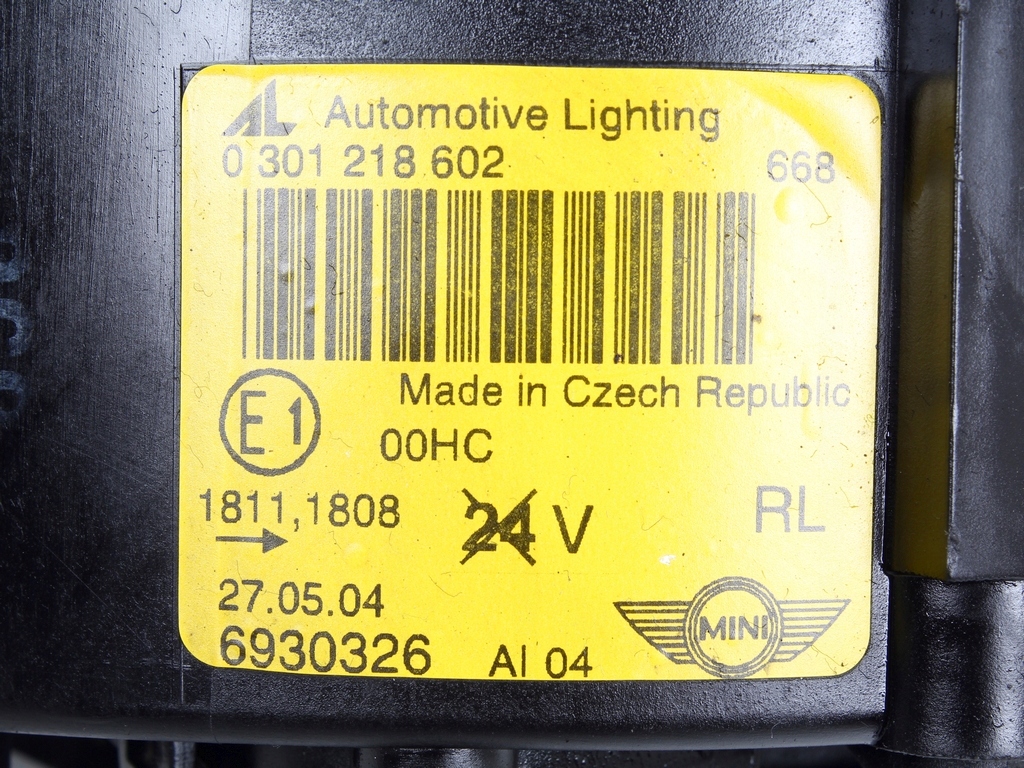 AL Automotive Lighting
0 301 218 602 668
Made in Czech Republic
E1
00HC
1811,1808 24 V RL
27.05.04
6930326 AI 04
MINI